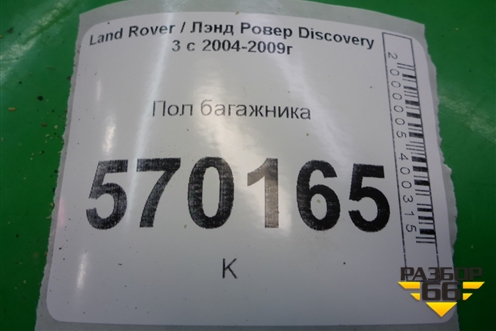 Land Rover / Лэнд Ровер Discovery
3 с 2004-2009г
Пол багажника
570165
К
2000005400315
РАЗБОР
66